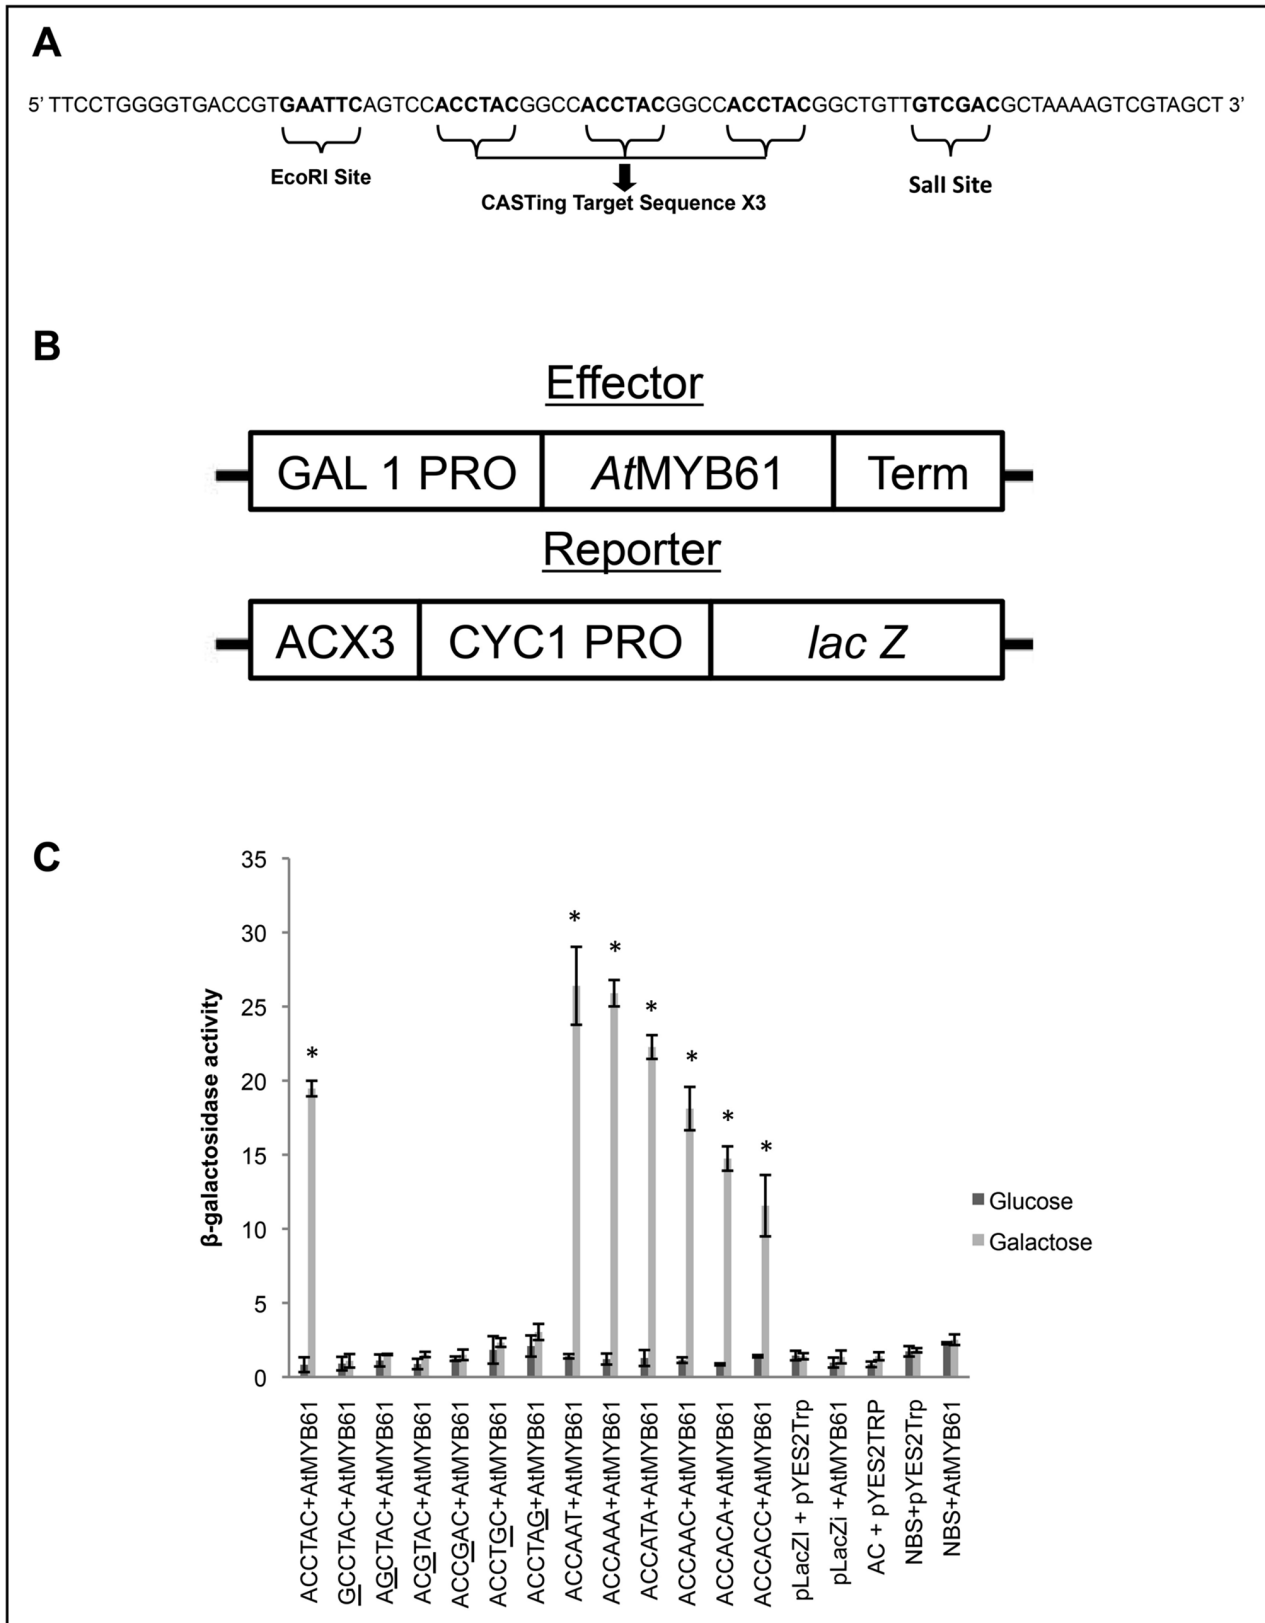 A
5' TTCCTGGGGTGACCGTGAATTCAGTCCACCTACGGCCACCTACGGCCACCTACGGCTGTTGTCGACGCTAAAAGTCGTAGCT 3'
EcoRI Site
SalI Site
CASTing Target Sequence X3
B
Effector
GAL 1 PRO AtMYB61 Term
Reporter
ACX3 CYC1 PRO lac Z
C
β-galactosidase activity
35
30
25
20
15
10
5
0
* * * * * * *
Glucose
Galactose
ACCTAC+AtMYB61
GCCTAC+AtMYB61
AGCTAC+AtMYB61
ACGTAC+AtMYB61
ACCGAC+AtMYB61
ACCTGC+AtMYB61
ACCTAG+AtMYB61
ACCAAT+AtMYB61
ACCAAA+AtMYB61
ACCATA+AtMYB61
ACCAAC+AtMYB61
ACCACA+AtMYB61
ACCACC+AtMYB61
pLacZI + pYES2Trp
pLacZi +AtMYB61
AC + pYES2TRP
NBS+pYES2Trp
NBS+AtMYB61